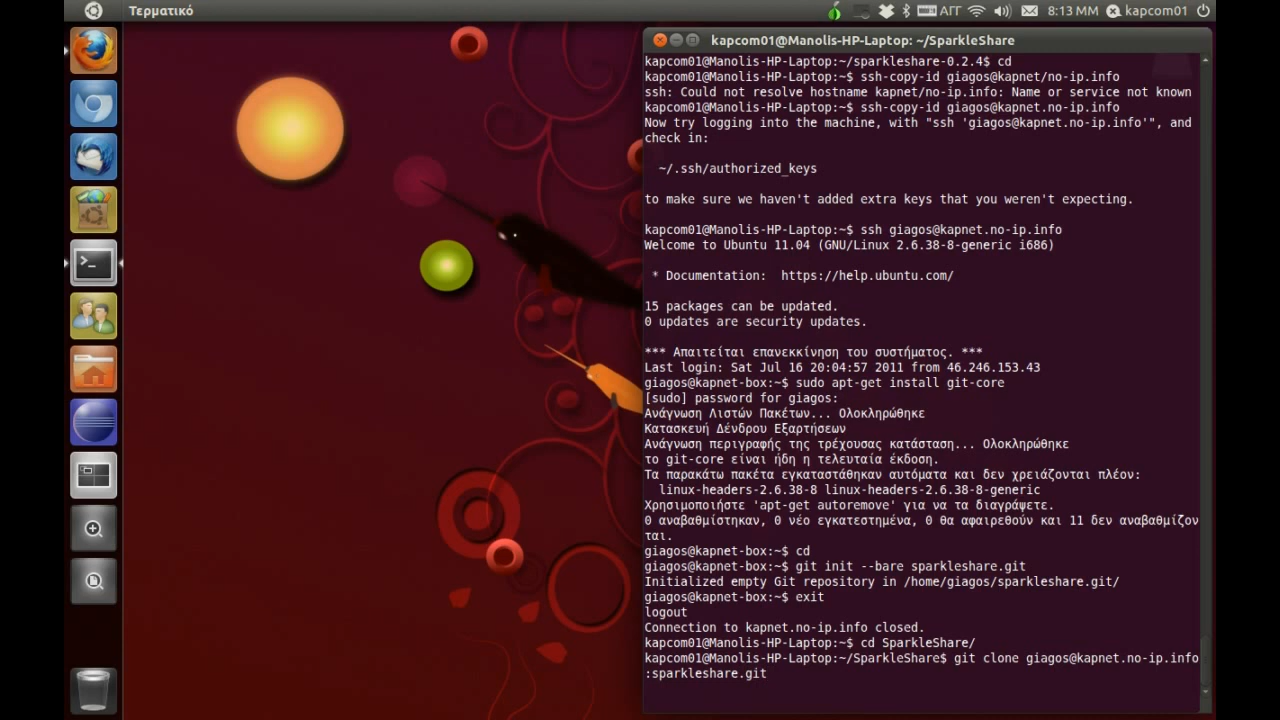 Τερματικό
ΑΓΓ
8:13 ΜΜ
kapcom01
kapcom01@Manolis-HP-Laptop: ~/SparkleShare
kapcom01@Manolis-HP-Laptop:~/sparkleshare-0.2.4$ cd
kapcom01@Manolis-HP-Laptop:~$ ssh-copy-id giagos@kapnet/no-ip.info
ssh: Could not resolve hostname kapnet/no-ip.info: Name or service not known
kapcom01@Manolis-HP-Laptop:~$ ssh-copy-id giagos@kapnet.no-ip.info
Now try logging into the machine, with "ssh 'giagos@kapnet.no-ip.info'", and
check in:
~/.ssh/authorized_keys
to make sure we haven't added extra keys that you weren't expecting.
kapcom01@Manolis-HP-Laptop:~$ ssh giagos@kapnet.no-ip.info
Welcome to Ubuntu 11.04 (GNU/Linux 2.6.38-8-generic i686)
* Documentation:  https://help.ubuntu.com/
15 packages can be updated.
0 updates are security updates.
*** Απαιτείται επανεκκίνηση του συστήματος. ***
Last login: Sat Jul 16 20:04:57 2011 from 46.246.153.43
giagos@kapnet-box:~$ sudo apt-get install git-core
[sudo] password for giagos:
Ανάγνωση Λιστών Πακέτων... Ολοκληρώθηκε
Κατασκευή Δένδρου Εξαρτήσεων
Ανάγνωση περιγραφής της τρέχουσας κατάσταση... Ολοκληρώθηκε
το git-core είναι ήδη η τελευταία έκδοση.
Τα παρακάτω πακέτα εγκαταστάθηκαν αυτόματα και δεν χρειάζονται πλέον:
linux-headers-2.6.38-8 linux-headers-2.6.38-8-generic
Χρησιμοποιήστε 'apt-get autoremove' για να τα διαγράψετε.
0 αναβαθμίστηκαν, 0 νέο εγκατεστημένα, 0 θα αφαιρεθούν και 11 δεν αναβαθμίζον
ται.
giagos@kapnet-box:~$ cd
giagos@kapnet-box:~$ git init --bare sparkleshare.git
Initialized empty Git repository in /home/giagos/sparkleshare.git/
giagos@kapnet-box:~$ exit
logout
Connection to kapnet.no-ip.info closed.
kapcom01@Manolis-HP-Laptop:~$ cd SparkleShare/
kapcom01@Manolis-HP-Laptop:~/SparkleShare$ git clone giagos@kapnet.no-ip.info
:sparkleshare.git